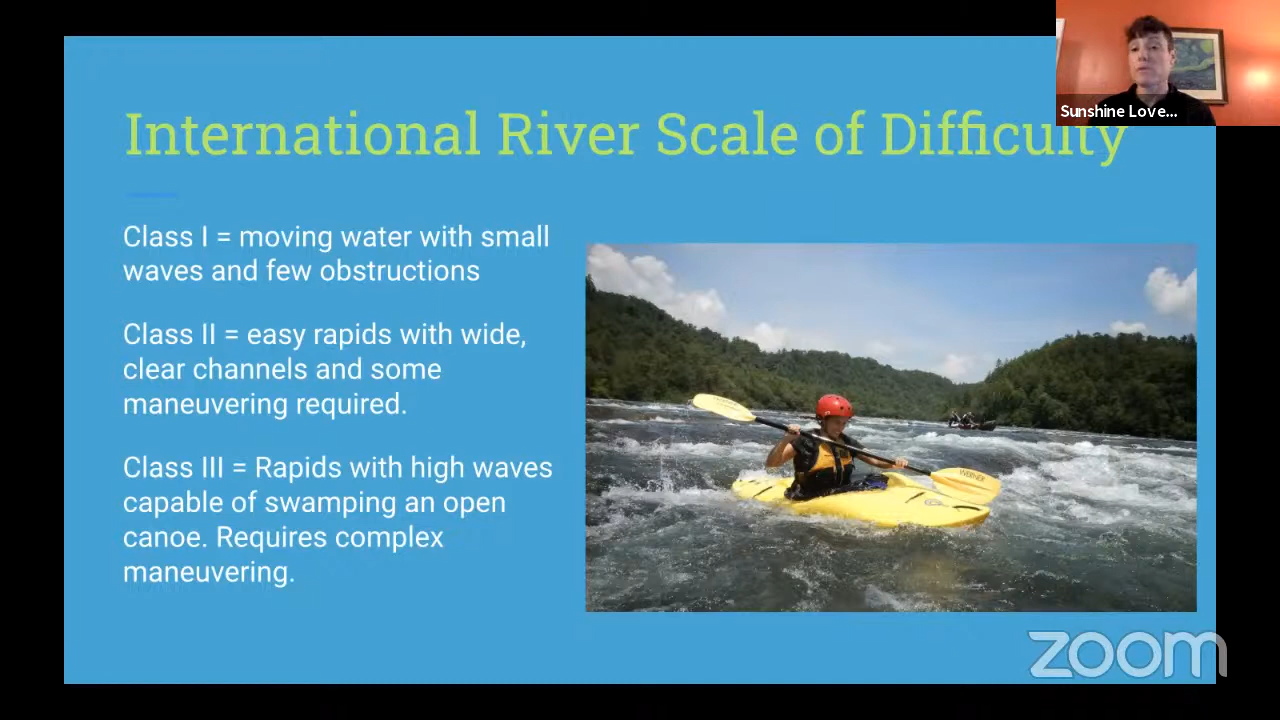 International River Scale of Difficulty
Sunshine Love...
Class I = moving water with small
waves and few obstructions
Class II = easy rapids with wide,
clear channels and some
maneuvering required.
Class III = Rapids with high waves
capable of swamping an open
canoe. Requires complex
maneuvering.
WERNER
zoom